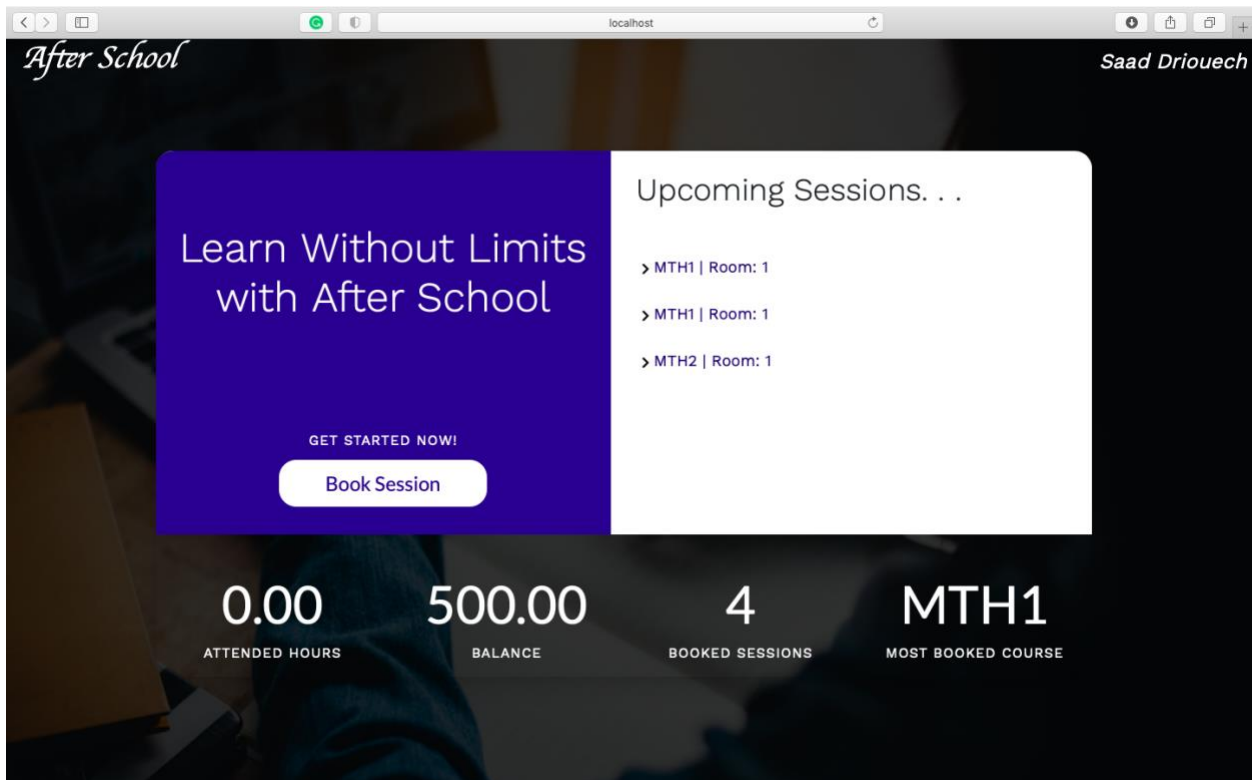 localhost
After School
Saad Driouech
Learn Without Limits
with After School
GET STARTED NOW!
Book Session
Upcoming Sessions. . .
MTH1 | Room: 1
MTH1 | Room: 1
MTH2 | Room: 1
0.00
ATTENDED HOURS
500.00
BALANCE
4
BOOKED SESSIONS
MTH1
MOST BOOKED COURSE